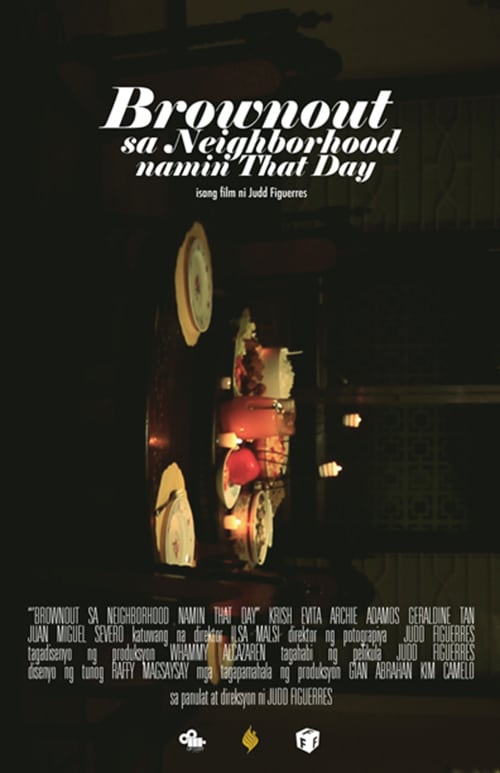 Brownout
sa Neighborhood
namin That Day
isang film ni Judd Figuerres
""BROWNOUT SA NEIGHBORHOOD NAMIN THAT DAY" KRISH EVITA ARCHIE ADAMOS GERALDINE TAN
JUAN MIGUEL SEVERO katuwang na direktor ILSA MALSI direktor ng potograpiya JUDD FIGUERRES
tagadisenyo ng produksyon WHAMMY ALCAZAREN tagahabi ng pelikula JUDD FIGUERRES
disenyo ng tunog RAFFY MAGSAYSAY mga tagapamahala ng produksyon GIAN ABRAHAN KIM CAMELO
sa panulat at direksyon ni JUDD FIGUERRES